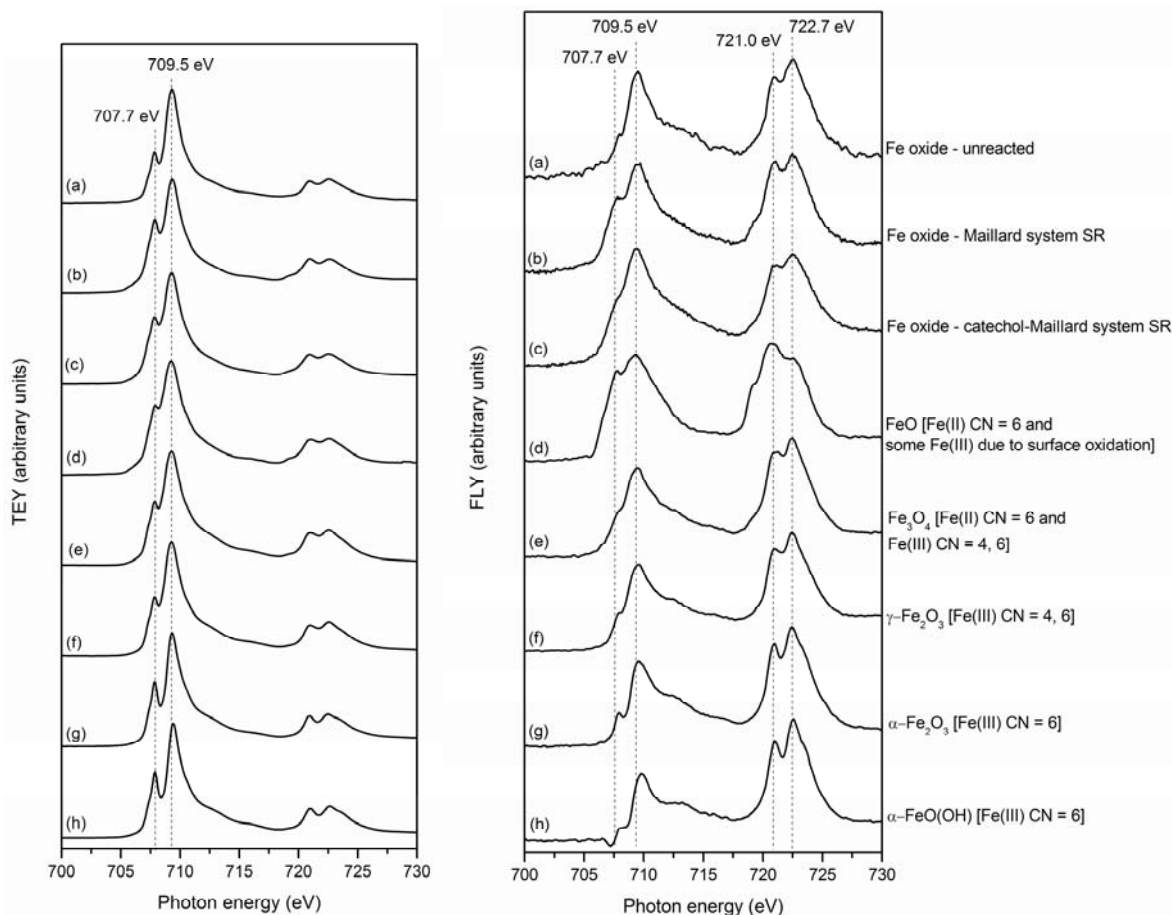 709.5 eV
707.7 eV
(a)
(b)
(c)
(d)
(e)
(f)
(g)
(h)
TEY (arbitrary units)
700 705 710 715 720 725 730
Photon energy (eV)
709.5 eV
707.7 eV
721.0 eV
722.7 eV
(a)
Fe oxide - unreacted
(b)
Fe oxide - Maillard system SR
(c)
Fe oxide - catechol-Maillard system SR
(d)
FeO [Fe(II) CN = 6 and
some Fe(III) due to surface oxidation]
(e)
Fe₃O₄ [Fe(II) CN = 6 and
Fe(III) CN = 4, 6]
(f)
γ–Fe₂O₃ [Fe(III) CN = 4, 6]
(g)
α–Fe₂O₃ [Fe(III) CN = 6]
(h)
α–FeO(OH) [Fe(III) CN = 6]
FLY (arbitrary units)
700 705 710 715 720 725 730
Photon energy (eV)